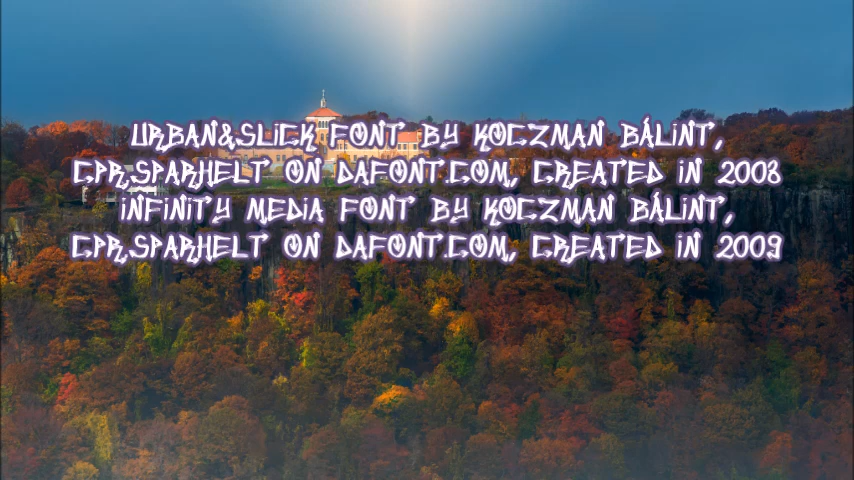 URBAN&SLICK FONT BY KOCZMAN BÁLINT,
CPR.SPARHELT ON DAFONT.COM, CREATED IN 2008
INFINITY MEDIA FONT BY KOCZMAN BÁLINT,
CPR.SPARHELT ON DAFONT.COM, CREATED IN 2009